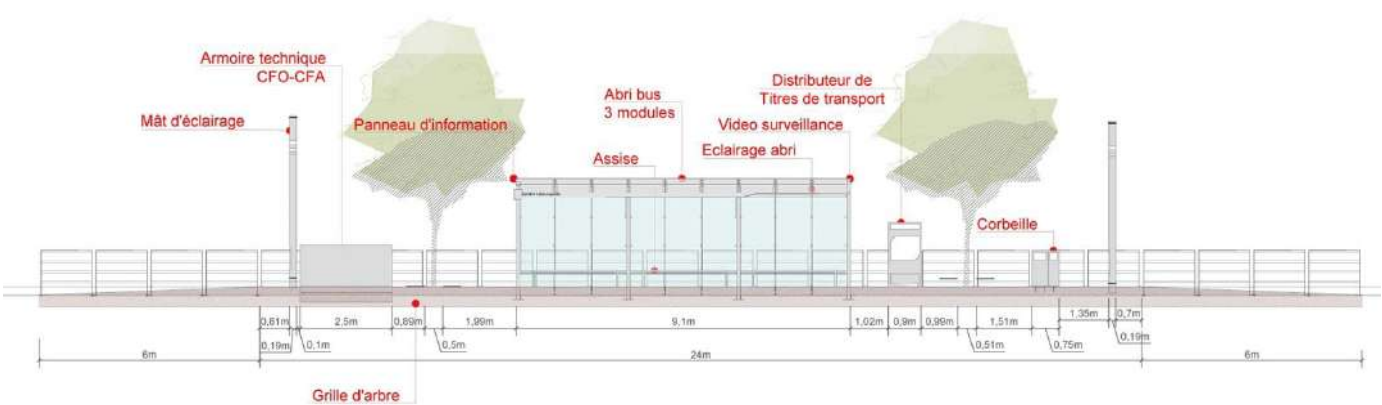 Armoire technique
CFO-CFA
Mât d'éclairage
Panneau d'information
Abri bus
3 modules
Assise
Distributeur de
Titres de transport
Video surveillance
Eclairage abri
Corbeille
0,61m
2,5m
0,89m
1,99m
9,1m
1,02m
0,9m
0,99m
1,51m
1,35m
0,7m
0,19m
0,1m
0,5m
0,51m
0,75m
0,19m
6m
24m
6m
Grille d'arbre